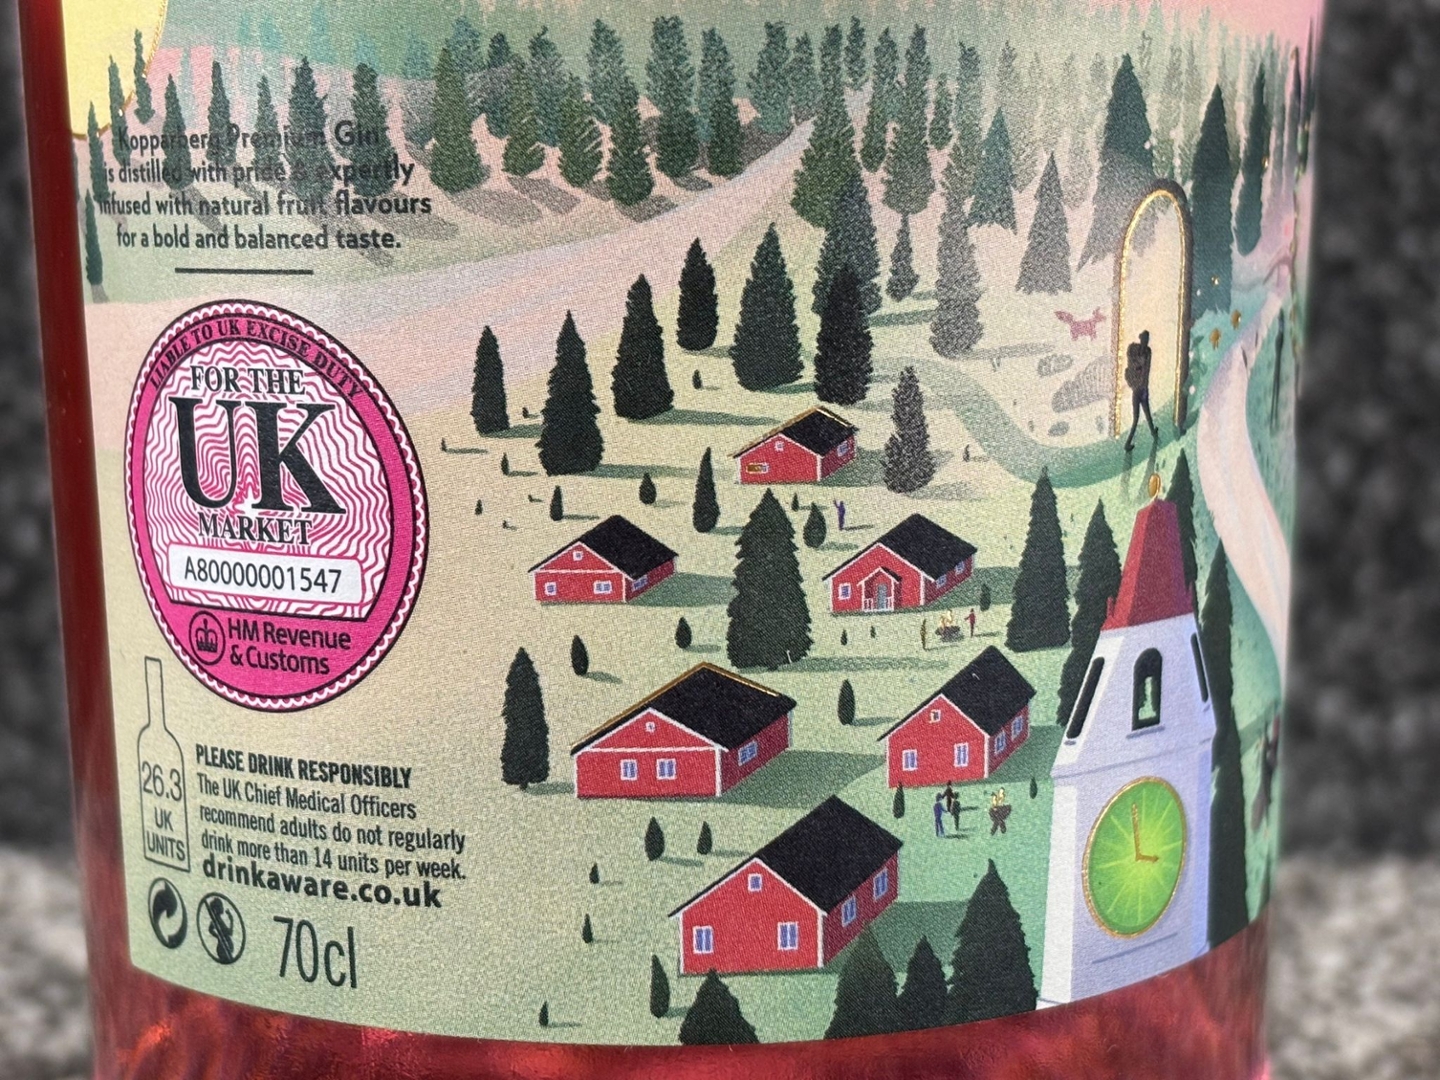 Kopparberg Premium Gin
is distilled with pride & expertly
infused with natural fruit flavours
for a bold and balanced taste.
LIABLE TO UK EXCISE DUTY
FOR THE
UK
MARKET
A80000001547
HM Revenue
& Customs
26.3
UK
UNITS
PLEASE DRINK RESPONSIBLY
The UK Chief Medical Officers
recommend adults do not regularly
drink more than 14 units per week.
drinkaware.co.uk
70cl